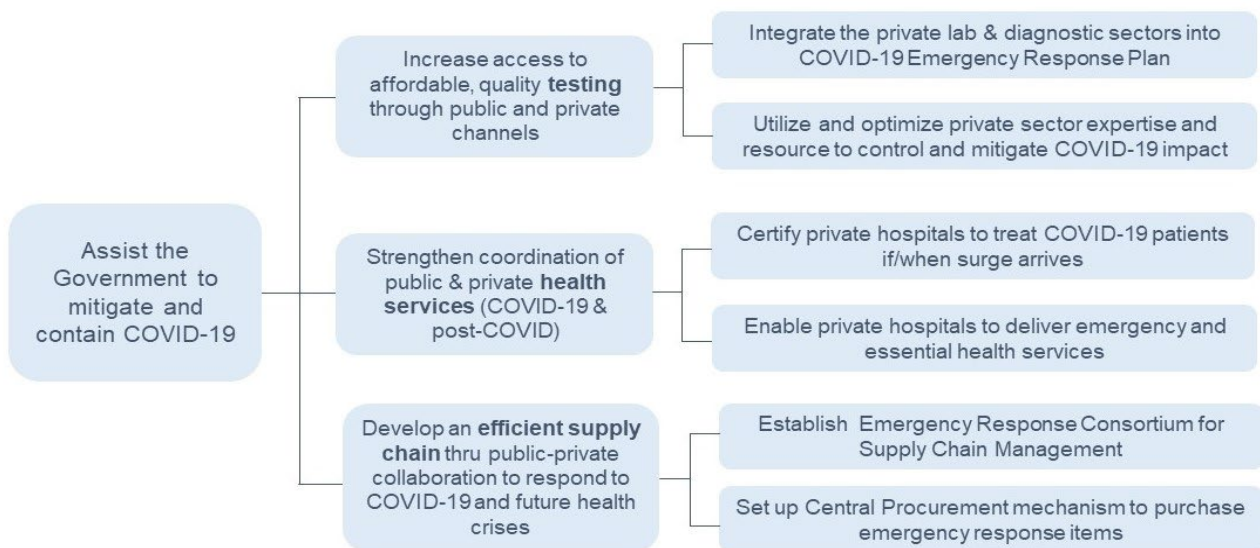 Assist the
Government to
mitigate and
contain COVID-19
Increase access to
affordable, quality testing
through public and private
channels
Integrate the private lab & diagnostic sectors into
COVID-19 Emergency Response Plan
Utilize and optimize private sector expertise and
resource to control and mitigate COVID-19 impact
Strengthen coordination of
public & private health
services (COVID-19 &
post-COVID)
Certify private hospitals to treat COVID-19 patients
if/when surge arrives
Enable private hospitals to deliver emergency and
essential health services
Develop an efficient supply
chain thru public-private
collaboration to respond to
COVID-19 and future health
crises
Establish Emergency Response Consortium for
Supply Chain Management
Set up Central Procurement mechanism to purchase
emergency response items